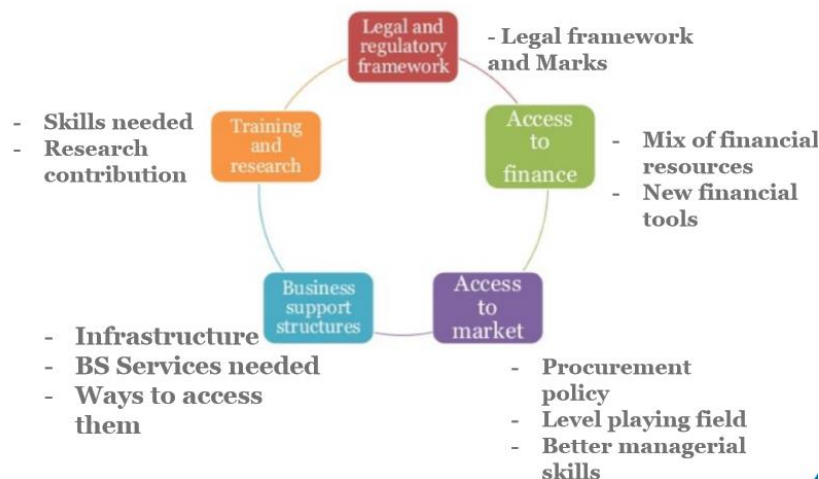 Legal and
regulatory
framework
- Legal framework
and Marks
Access
to
finance
- Mix of financial
resources
- New financial
tools
Access
to
market
- Procurement
policy
- Level playing field
- Better managerial
skills
Business
support
structures
- Infrastructure
- BS Services needed
- Ways to access
them
Training
and
research
- Skills needed
- Research
contribution